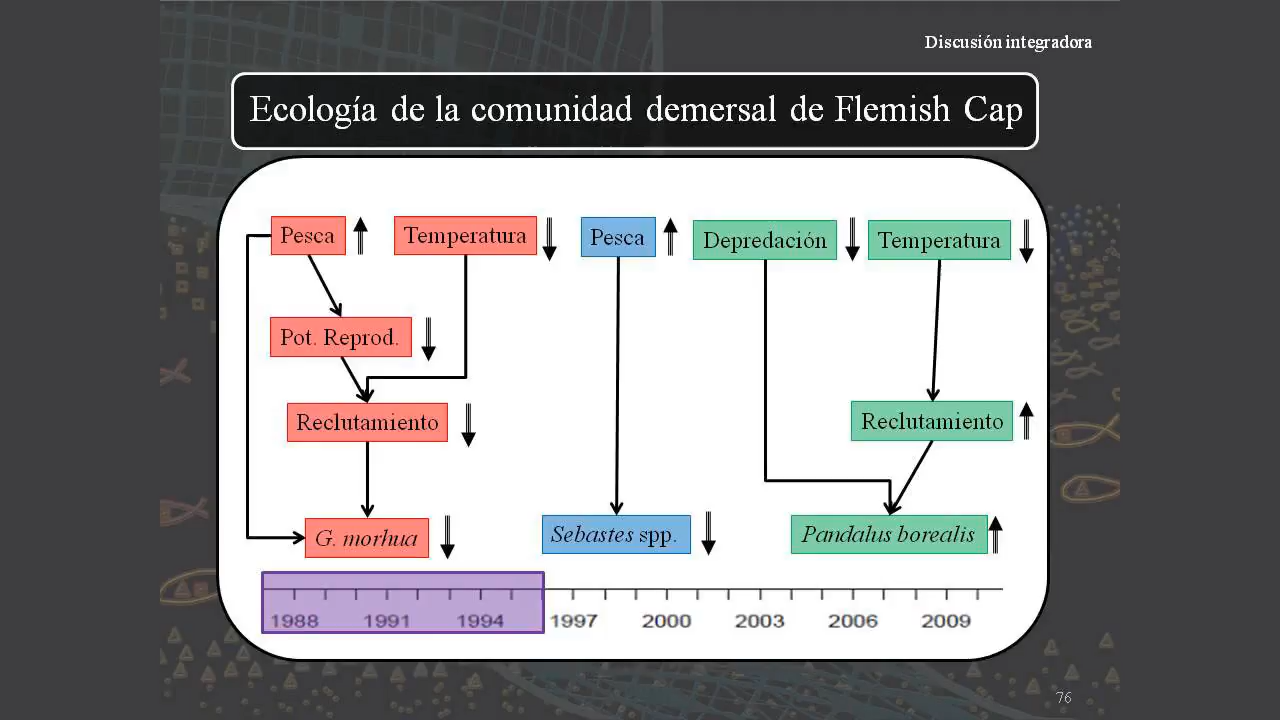 Discusión integradora
Ecología de la comunidad demersal de Flemish Cap
Pesca
Temperatura
Pesca
Depredación
Temperatura
Pot. Reprod.
Reclutamiento
Reclutamiento
G. morhua
Sebastes spp.
Pandalus borealis
1988 1991 1994 1997 2000 2003 2006 2009
76